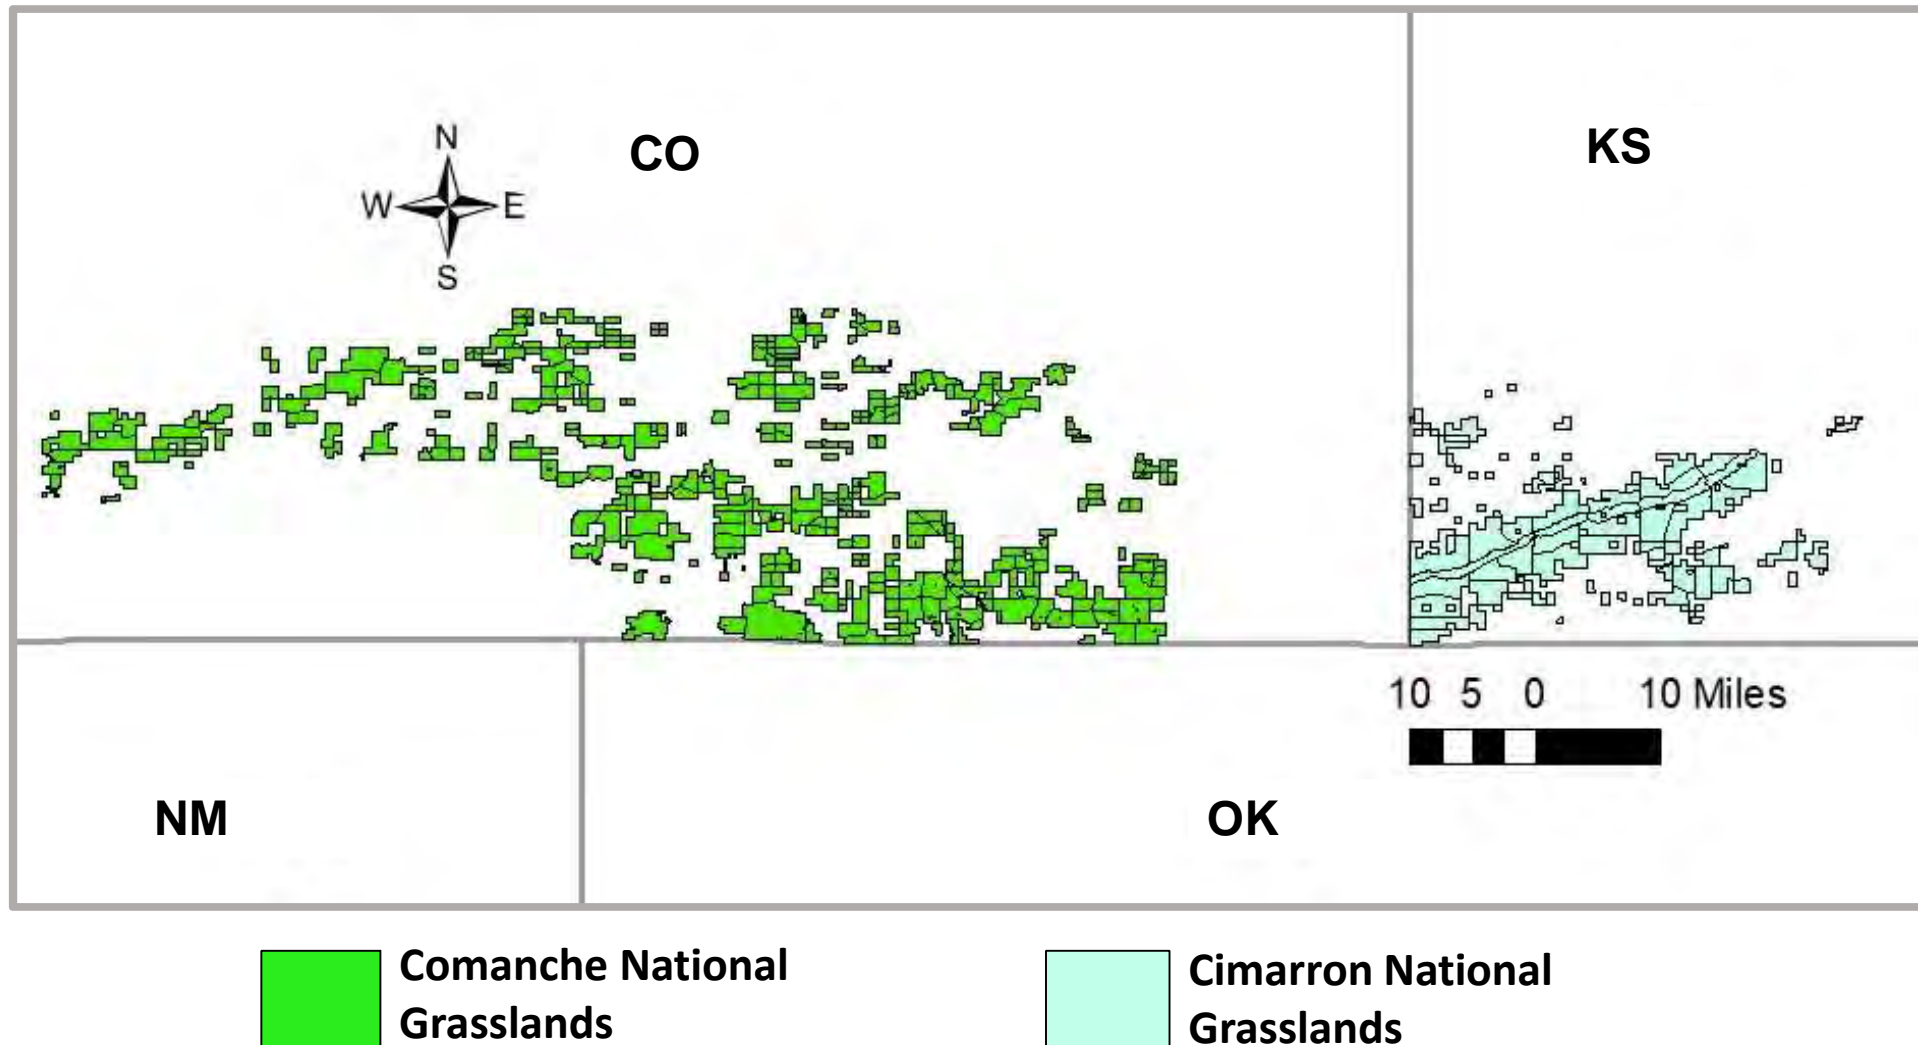 CO
KS
N
W E
S
10 5 0 10 Miles
NM
OK
Comanche National
Grasslands
Cimarron National
Grasslands